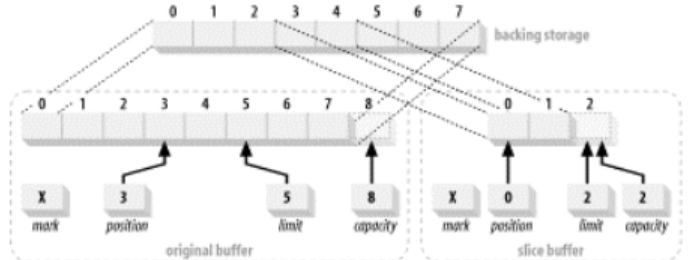 0 1 2 3 4 5 6 7
backing storage
0 1 2 3 4 5 6 7 8
0 1 2
X 3 5 8
mark position limit capacity
X 0 2 2
mark position limit capacity
original buffer
slice buffer